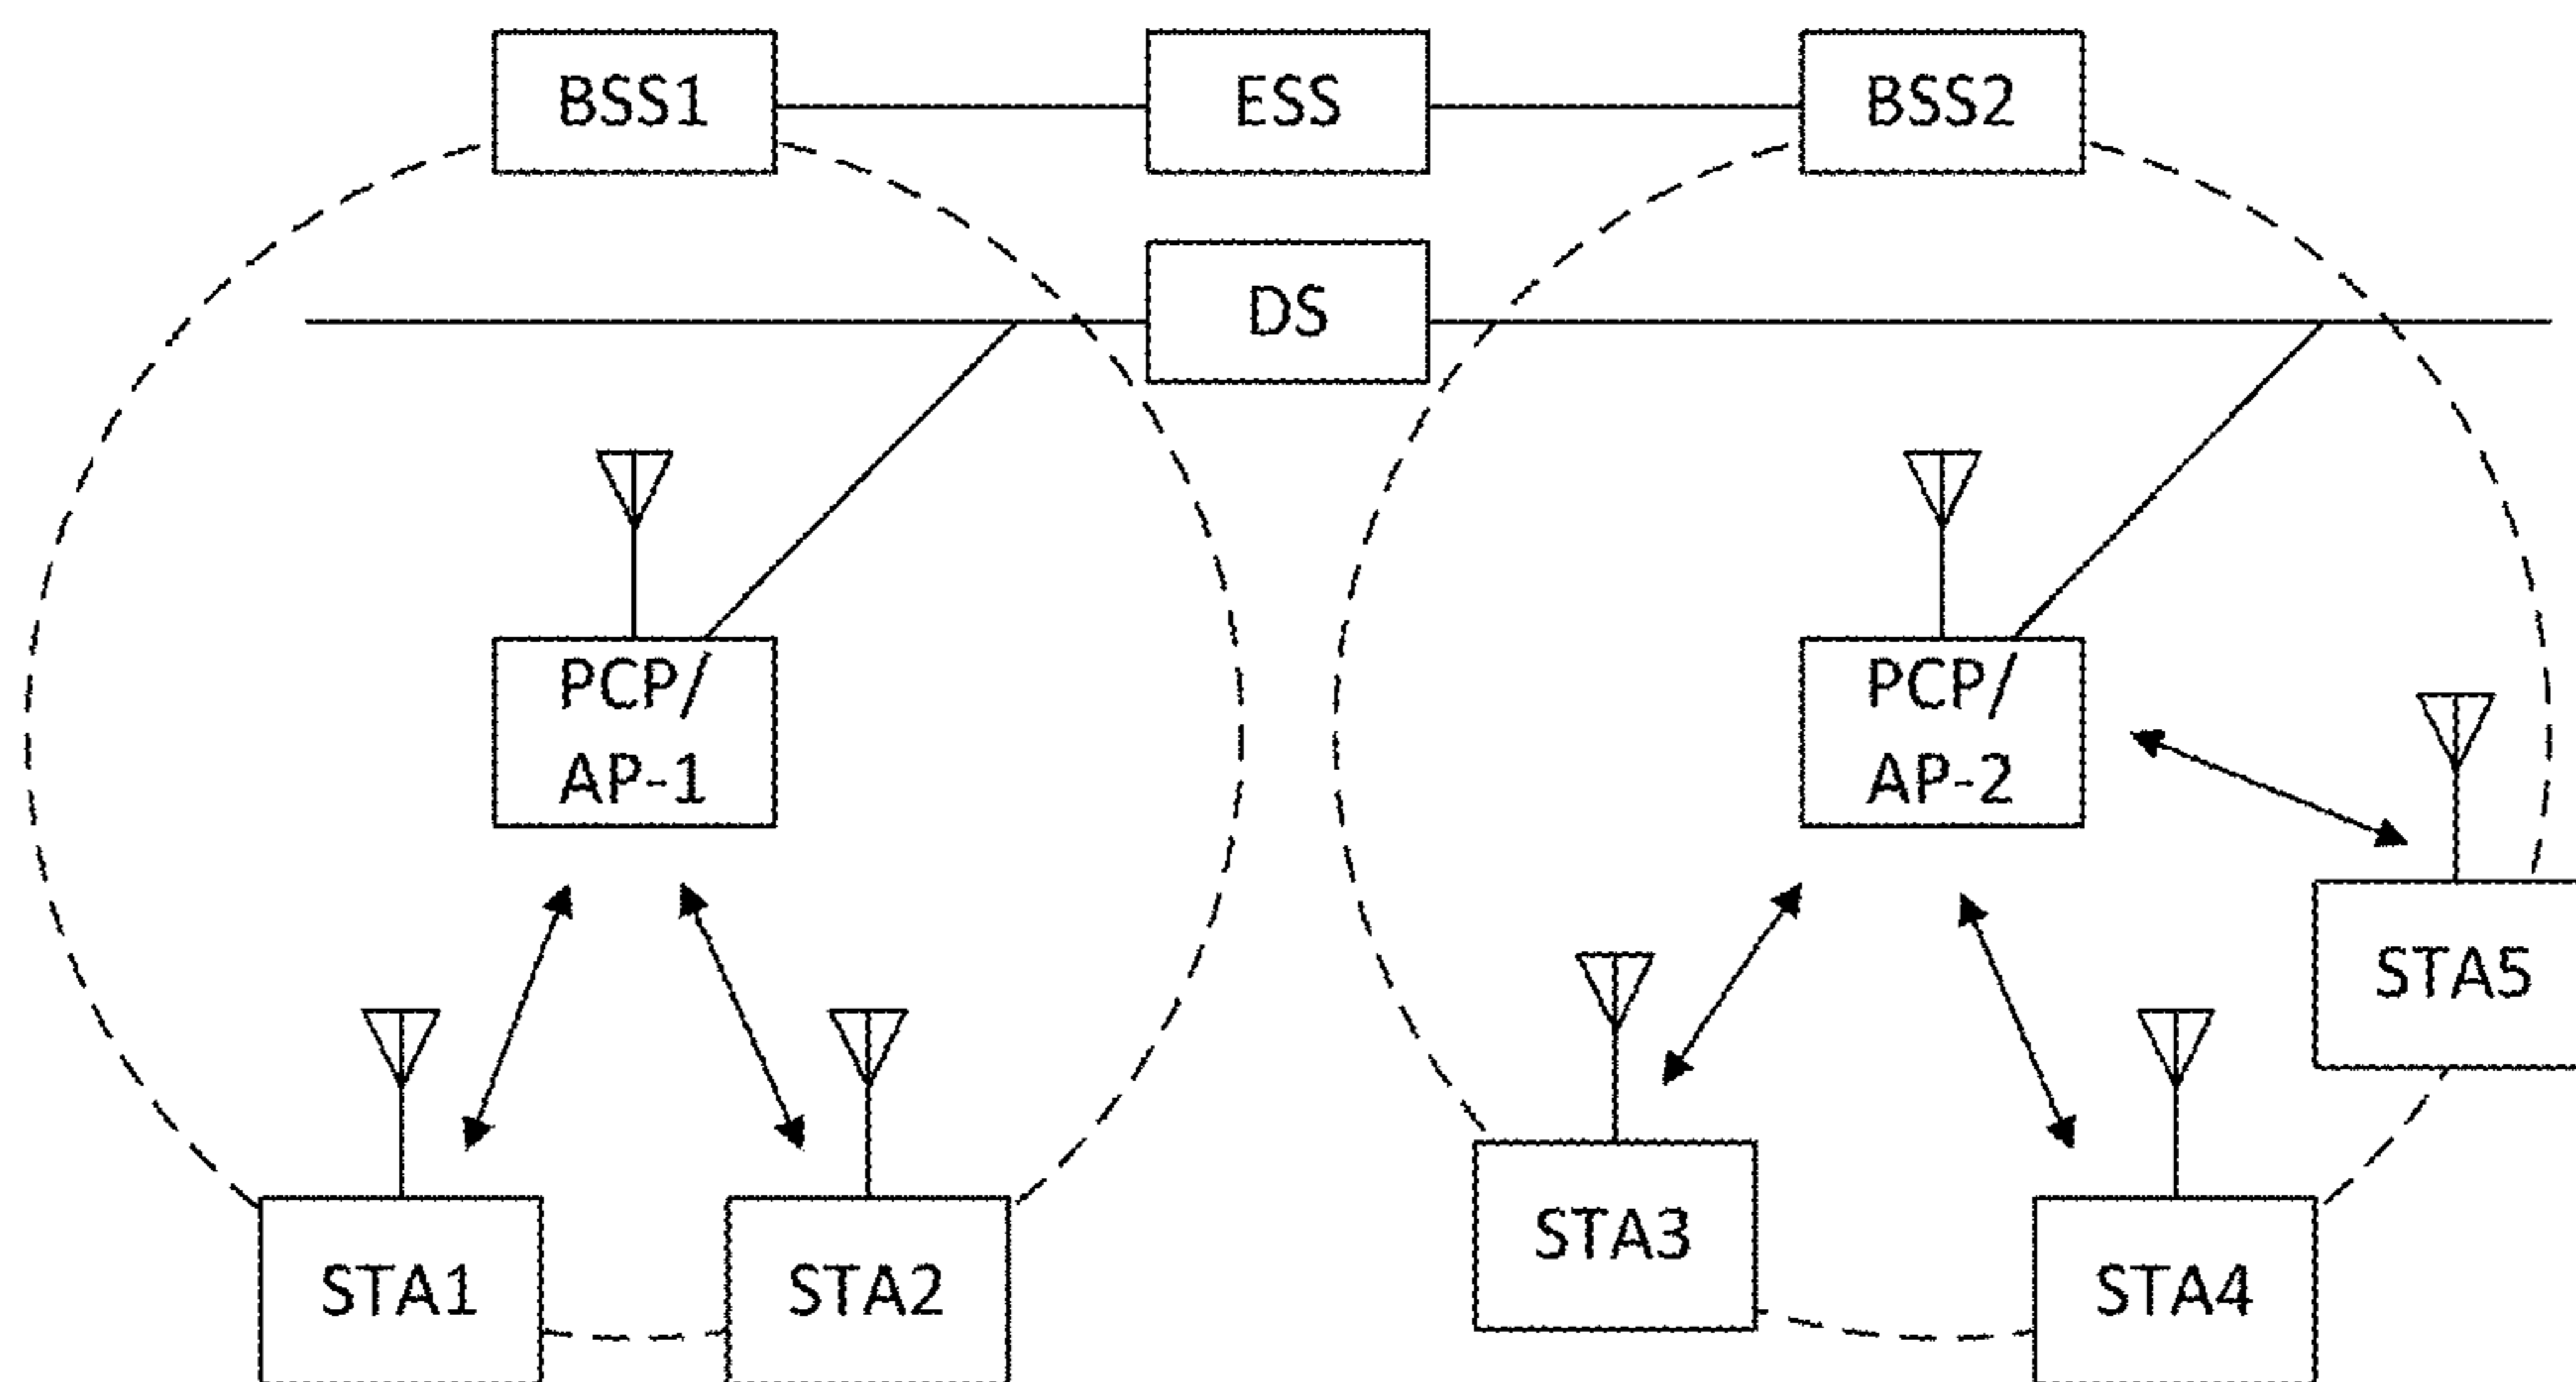 BSS1
ESS
BSS2
DS
PCP/
AP-1
PCP/
AP-2
STA5
STA3
STA1
STA2
STA4